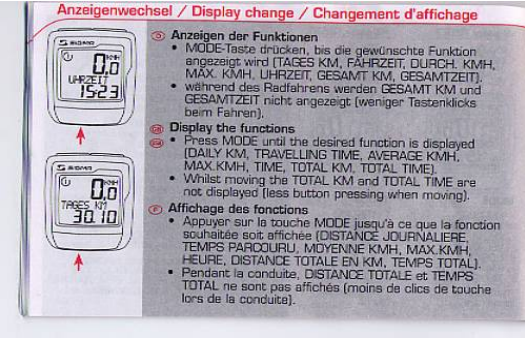 Anzeigenwechsel / Display change / Changement d'affichage
SIGMA
KMH
0,0
UHRZEIT
15:23
SIGMA
KMH
0,0
TAGES KM
30.10
D Anzeigen der Funktionen
• MODE-Taste drücken, bis die gewünschte Funktion
angezeigt wird (TAGES KM, FAHRZEIT, DURCH. KMH,
MAX. KMH, UHRZEIT, GESAMT KM, GESAMTZEIT).
• während des Radfahrens werden GESAMT KM und
GESAMTZEIT nicht angezeigt (weniger Tastenklicks
beim Fahren).
GB Display the functions
• Press MODE until the desired function is displayed
(DAILY KM, TRAVELLING TIME, AVERAGE KMH,
MAX.KMH, TIME, TOTAL KM. TOTAL TIME).
• Whilst moving the TOTAL KM and TOTAL TIME are
not displayed (less button pressing when moving).
F Affichage des fonctions
• Appuyer sur la touche MODE jusqu'à ce que la fonction
souhaitée soit affichée (DISTANCE JOURNALIERE,
TEMPS PARCOURU, MOYENNE KMH, MAX.KMH,
HEURE, DISTANCE TOTALE EN KM, TEMPS TOTAL).
• Pendant la conduite, DISTANCE TOTALE et TEMPS
TOTAL ne sont pas affichés (moins de clics de touche
lors de la conduite).